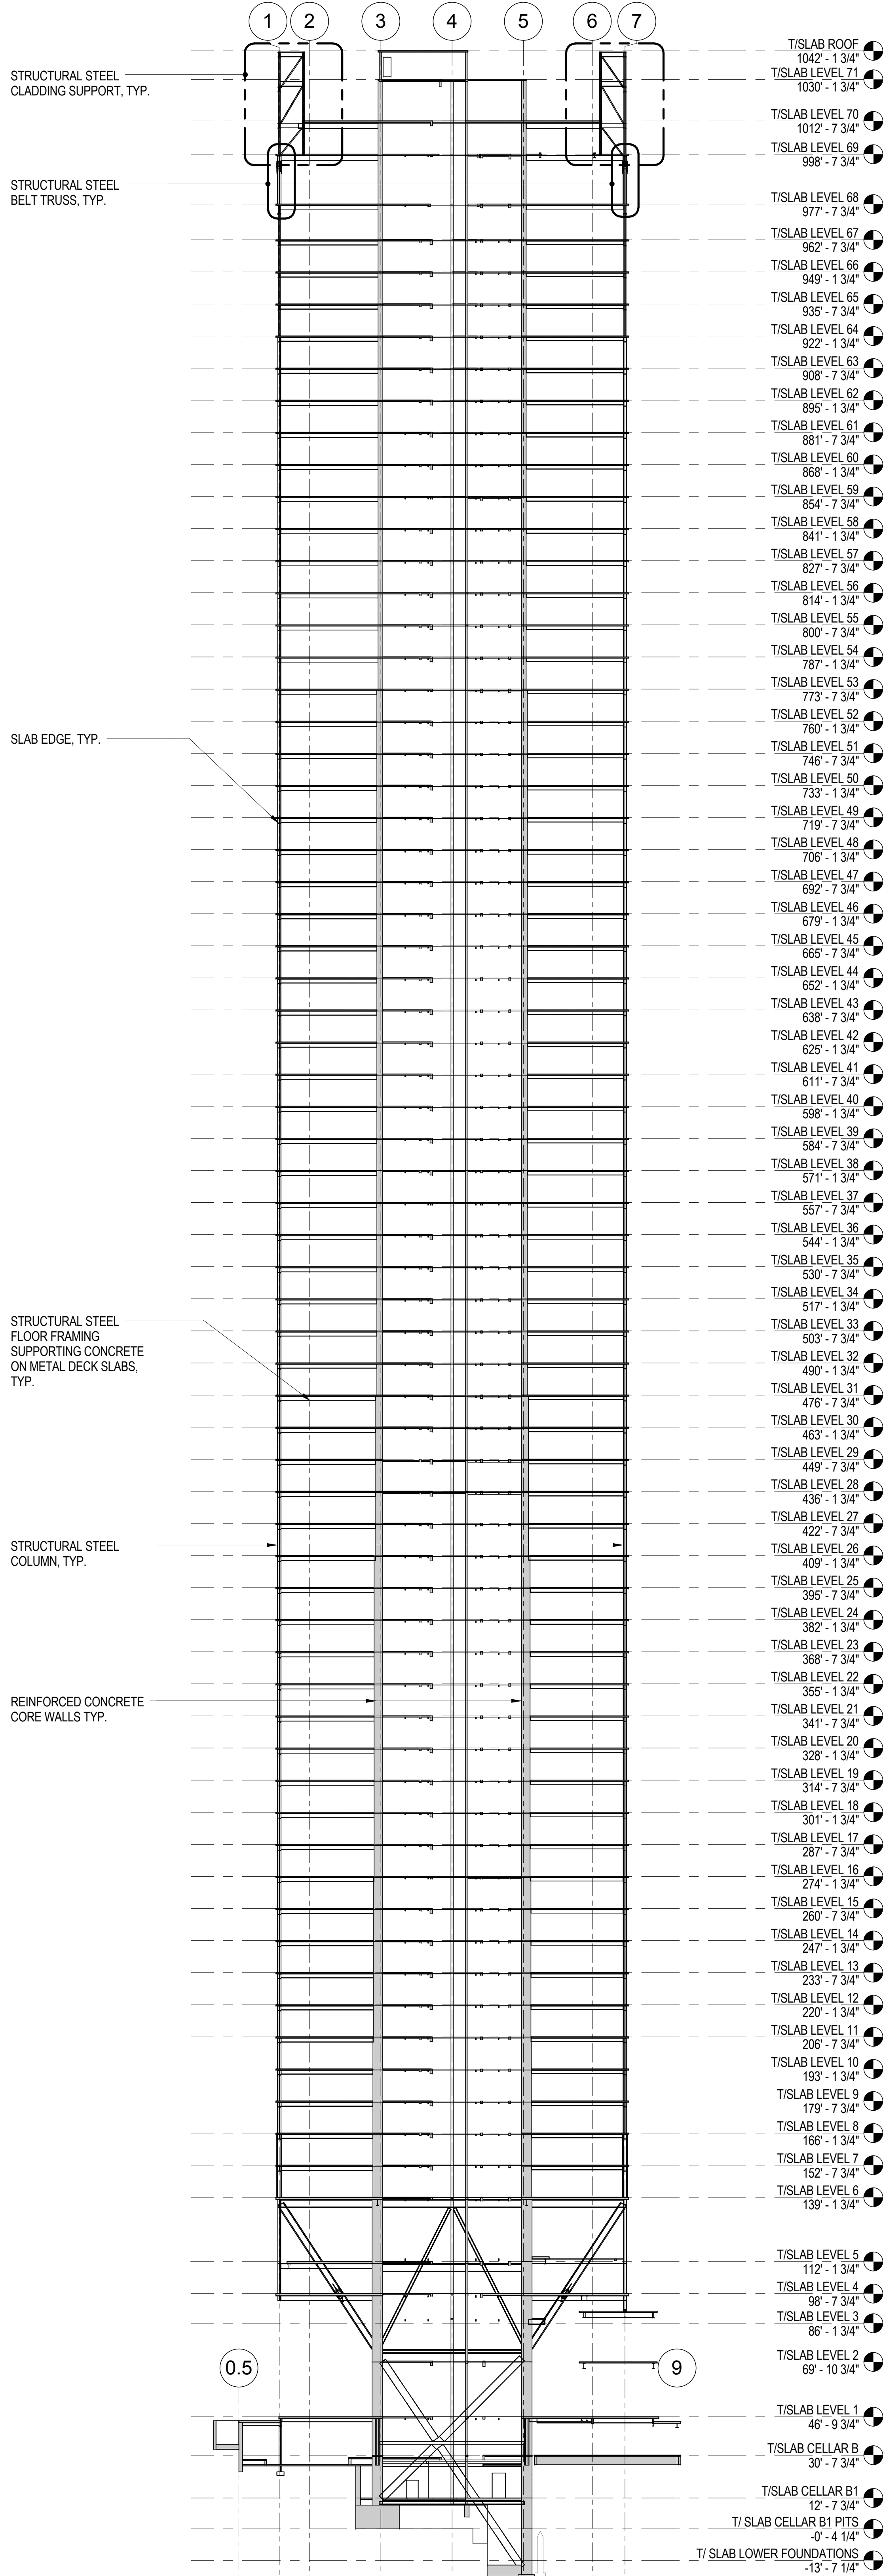 1 2 3 4 5 6 7
STRUCTURAL STEEL
CLADDING SUPPORT, TYP.
STRUCTURAL STEEL
BELT TRUSS, TYP.
SLAB EDGE, TYP.
STRUCTURAL STEEL
FLOOR FRAMING
SUPPORTING CONCRETE
ON METAL DECK SLABS,
TYP.
STRUCTURAL STEEL
COLUMN, TYP.
REINFORCED CONCRETE
CORE WALLS TYP.
0.5 9
T/SLAB ROOF
1042' - 1 3/4"
T/SLAB LEVEL 71
1030' - 1 3/4"
T/SLAB LEVEL 70
1012' - 7 3/4"
T/SLAB LEVEL 69
998' - 7 3/4"
T/SLAB LEVEL 68
977' - 7 3/4"
T/SLAB LEVEL 67
962' - 7 3/4"
T/SLAB LEVEL 66
949' - 1 3/4"
T/SLAB LEVEL 65
935' - 7 3/4"
T/SLAB LEVEL 64
922' - 1 3/4"
T/SLAB LEVEL 63
908' - 7 3/4"
T/SLAB LEVEL 62
895' - 1 3/4"
T/SLAB LEVEL 61
881' - 7 3/4"
T/SLAB LEVEL 60
868' - 1 3/4"
T/SLAB LEVEL 59
854' - 7 3/4"
T/SLAB LEVEL 58
841' - 1 3/4"
T/SLAB LEVEL 57
827' - 7 3/4"
T/SLAB LEVEL 56
814' - 1 3/4"
T/SLAB LEVEL 55
800' - 7 3/4"
T/SLAB LEVEL 54
787' - 1 3/4"
T/SLAB LEVEL 53
773' - 7 3/4"
T/SLAB LEVEL 52
760' - 1 3/4"
T/SLAB LEVEL 51
746' - 7 3/4"
T/SLAB LEVEL 50
733' - 1 3/4"
T/SLAB LEVEL 49
719' - 7 3/4"
T/SLAB LEVEL 48
706' - 1 3/4"
T/SLAB LEVEL 47
692' - 7 3/4"
T/SLAB LEVEL 46
679' - 1 3/4"
T/SLAB LEVEL 45
665' - 7 3/4"
T/SLAB LEVEL 44
652' - 1 3/4"
T/SLAB LEVEL 43
638' - 7 3/4"
T/SLAB LEVEL 42
625' - 1 3/4"
T/SLAB LEVEL 41
611' - 7 3/4"
T/SLAB LEVEL 40
598' - 1 3/4"
T/SLAB LEVEL 39
584' - 7 3/4"
T/SLAB LEVEL 38
571' - 1 3/4"
T/SLAB LEVEL 37
557' - 7 3/4"
T/SLAB LEVEL 36
544' - 1 3/4"
T/SLAB LEVEL 35
530' - 7 3/4"
T/SLAB LEVEL 34
517' - 1 3/4"
T/SLAB LEVEL 33
503' - 7 3/4"
T/SLAB LEVEL 32
490' - 1 3/4"
T/SLAB LEVEL 31
476' - 7 3/4"
T/SLAB LEVEL 30
463' - 1 3/4"
T/SLAB LEVEL 29
449' - 7 3/4"
T/SLAB LEVEL 28
436' - 1 3/4"
T/SLAB LEVEL 27
422' - 7 3/4"
T/SLAB LEVEL 26
409' - 1 3/4"
T/SLAB LEVEL 25
395' - 7 3/4"
T/SLAB LEVEL 24
382' - 1 3/4"
T/SLAB LEVEL 23
368' - 7 3/4"
T/SLAB LEVEL 22
355' - 1 3/4"
T/SLAB LEVEL 21
341' - 7 3/4"
T/SLAB LEVEL 20
328' - 1 3/4"
T/SLAB LEVEL 19
314' - 7 3/4"
T/SLAB LEVEL 18
301' - 1 3/4"
T/SLAB LEVEL 17
287' - 7 3/4"
T/SLAB LEVEL 16
274' - 1 3/4"
T/SLAB LEVEL 15
260' - 7 3/4"
T/SLAB LEVEL 14
247' - 1 3/4"
T/SLAB LEVEL 13
233' - 7 3/4"
T/SLAB LEVEL 12
220' - 1 3/4"
T/SLAB LEVEL 11
206' - 7 3/4"
T/SLAB LEVEL 10
193' - 1 3/4"
T/SLAB LEVEL 9
179' - 7 3/4"
T/SLAB LEVEL 8
166' - 1 3/4"
T/SLAB LEVEL 7
152' - 7 3/4"
T/SLAB LEVEL 6
139' - 1 3/4"
T/SLAB LEVEL 5
112' - 1 3/4"
T/SLAB LEVEL 4
98' - 7 3/4"
T/SLAB LEVEL 3
86' - 1 3/4"
T/SLAB LEVEL 2
69' - 10 3/4"
T/SLAB LEVEL 1
46' - 9 3/4"
T/SLAB CELLAR B
30' - 7 3/4"
T/SLAB CELLAR B1
12' - 7 3/4"
T/ SLAB CELLAR B1 PITS
-0' - 4 1/4"
T/ SLAB LOWER FOUNDATIONS
-13' - 7 1/4"